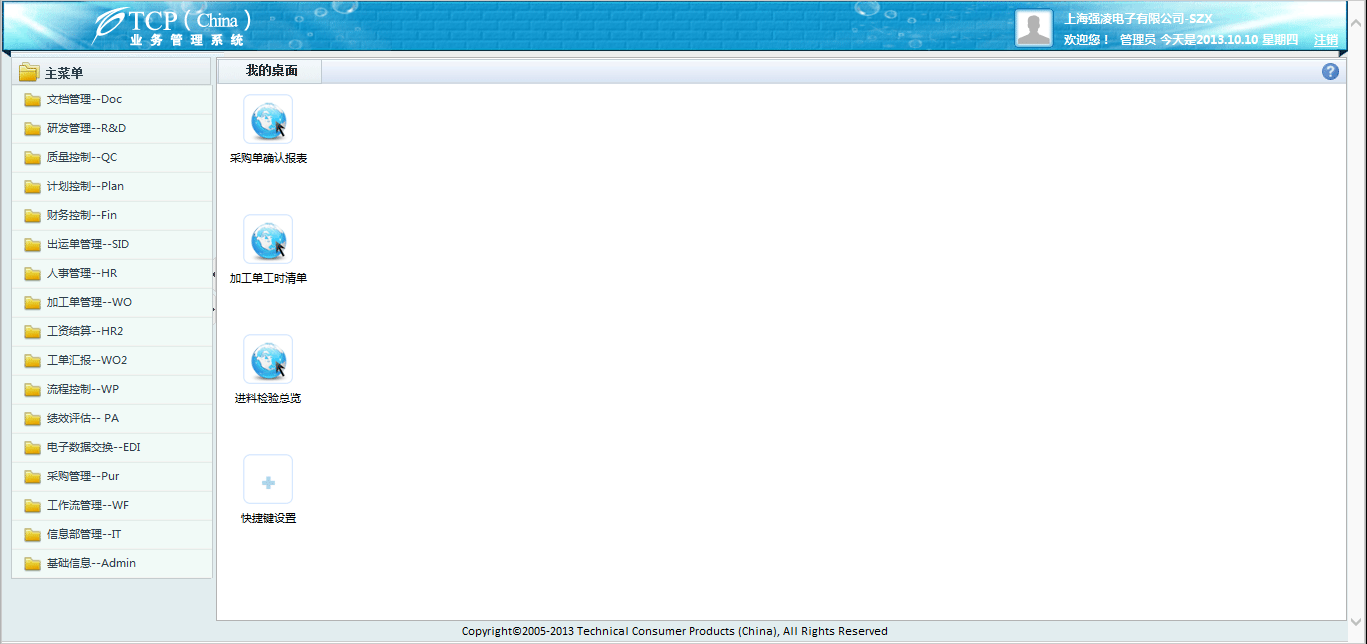 TCP ( China )
业务管理系统
上海强凌电子有限公司-SZX
欢迎您！ 管理员 今天是2013.10.10 星期四 注销
主菜单
文档管理--Doc
研发管理--R&D
质量控制--QC
计划控制--Plan
财务控制--Fin
出运单管理--SID
人事管理--HR
加工单管理--WO
工资结算--HR2
工单汇报--WO2
流程控制--WP
绩效评估-- PA
电子数据交换--EDI
采购管理--Pur
工作流管理--WF
信息部管理--IT
基础信息--Admin
我的桌面
?
采购单确认报表
加工单工时清单
进料检验总览
快捷键设置
Copyright©2005-2013 Technical Consumer Products (China), All Rights Reserved